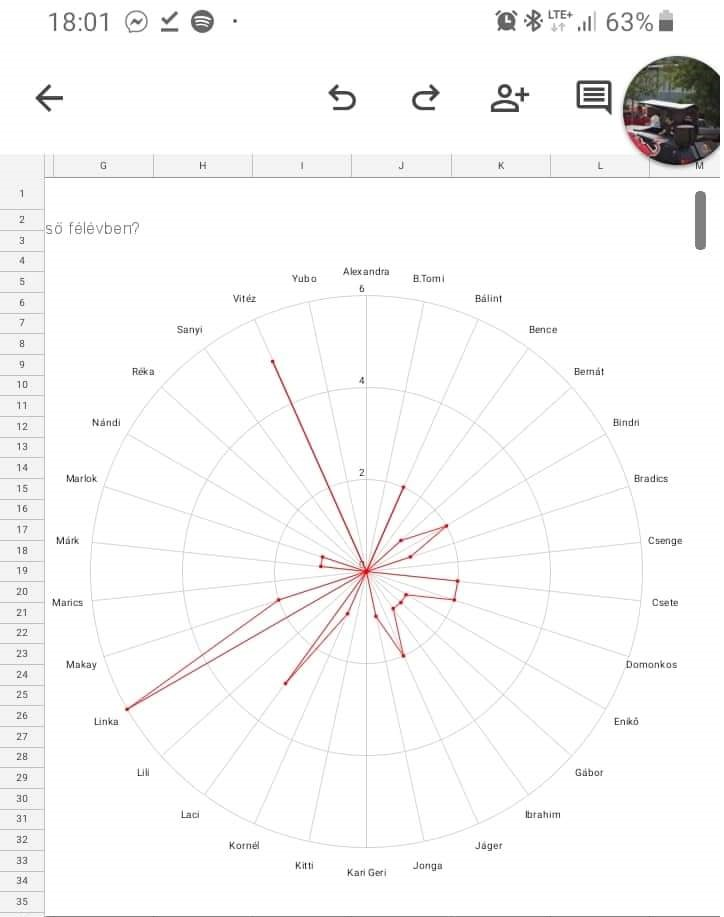 18:01
LTE+
63%
G H I J K L M
1
2
ső félévben?
3
4
5
6
7
8
9
10
11
12
13
14
15
16
17
18
19
20
21
22
23
24
25
26
27
28
29
30
31
32
33
34
35
Alexandra
B.Tomi
Bálint
Bence
Bernát
Bindri
Bradics
Csenge
Csete
Domonkos
Enikő
Gábor
Ibrahim
Jáger
Jonga
Kari Geri
Kitti
Kornél
Laci
Lili
Linka
Makay
Marics
Márk
Marlok
Nándi
Réka
Sanyi
Vitéz
Yubo
6
4
2
0